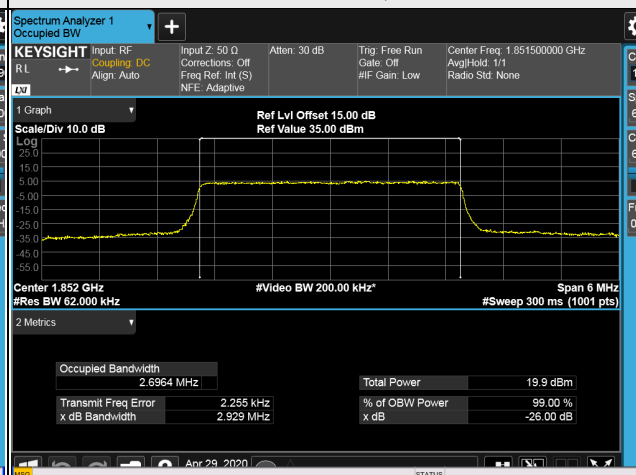 Spectrum Analyzer 1
Occupied BW
KEYSIGHT
R L
LXI
Input: RF
Coupling: DC
Align: Auto
Input Z: 50 Ω
Corrections: Off
Freq Ref: Int (S)
NFE: Adaptive
Atten: 30 dB
Trig: Free Run
Gate: Off
#IF Gain: Low
Center Freq: 1.851500000 GHz
Avg|Hold: 1/1
Radio Std: None
1 Graph
Scale/Div 10.0 dB
Ref Lvl Offset 15.00 dB
Ref Value 35.00 dBm
Log
25.0
15.0
5.00
-5.00
-15.0
-25.0
-35.0
-45.0
-55.0
Center 1.852 GHz
#Video BW 200.00 kHz*
Span 6 MHz
#Res BW 62.000 kHz
#Sweep 300 ms (1001 pts)
2 Metrics
Occupied Bandwidth
2.6964 MHz
Total Power 19.9 dBm
Transmit Freq Error 2.255 kHz
% of OBW Power 99.00 %
x dB Bandwidth 2.929 MHz
x dB -26.00 dB
Apr 29, 2020
MSG
STATUS